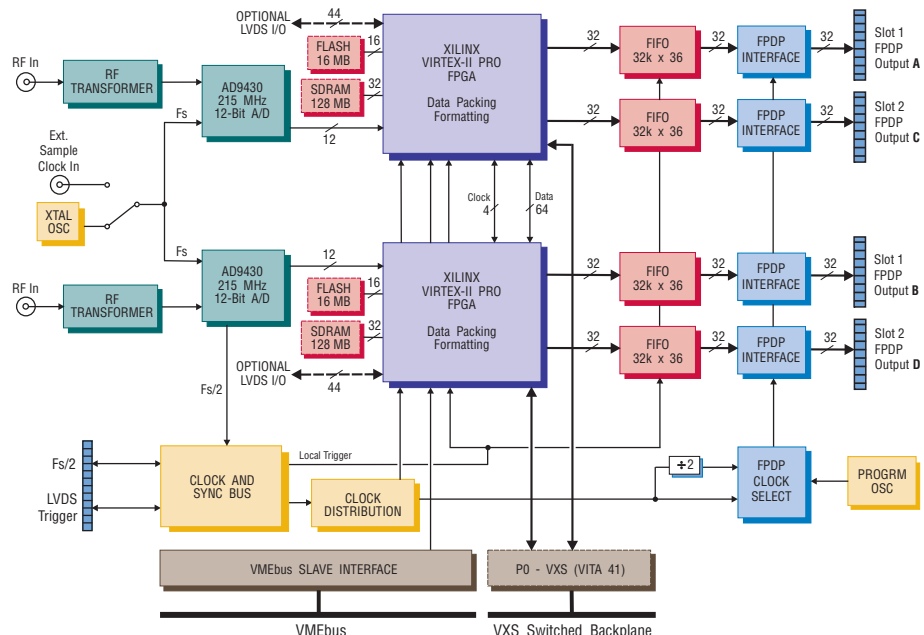 OPTIONAL
LVDS I/O
44
FLASH
16 MB
16
SDRAM
128 MB
32
XILINX
VIRTEX-II PRO
FPGA
Data Packing
Formatting
32
FIFO
32k x 36
32
FPDP
INTERFACE
32
Slot 1
FPDP
Output A
32
FIFO
32k x 36
32
FPDP
INTERFACE
32
Slot 2
FPDP
Output C
RF In
RF
TRANSFORMER
AD9430
215 MHz
12-Bit A/D
Fs
12
Ext.
Sample
Clock In
XTAL
OSC
Clock
4
Data
64
Fs
RF In
RF
TRANSFORMER
AD9430
215 MHz
12-Bit A/D
12
FLASH
16 MB
16
SDRAM
128 MB
32
OPTIONAL
LVDS I/O
44
XILINX
VIRTEX-II PRO
FPGA
Data Packing
Formatting
32
FIFO
32k x 36
32
FPDP
INTERFACE
32
Slot 1
FPDP
Output B
32
FIFO
32k x 36
32
FPDP
INTERFACE
32
Slot 2
FPDP
Output D
Fs/2
Fs/2
LVDS
Trigger
CLOCK AND
SYNC BUS
Local Trigger
CLOCK
DISTRIBUTION
÷2
FPDP
CLOCK
SELECT
PROGRM
OSC
VMEbus SLAVE INTERFACE
P0 - VXS (VITA 41)
VMEbus
VXS Switched Backplane